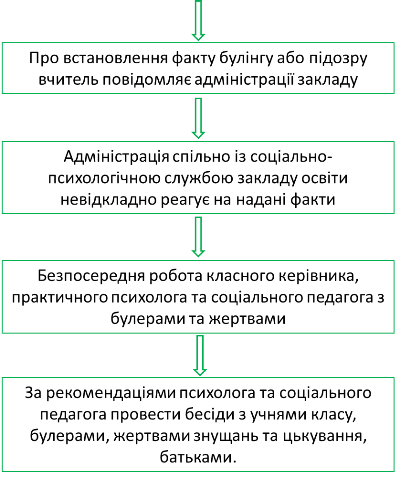 Про встановлення факту булінгу або підозру
вчитель повідомляє адміністрації закладу
Адміністрація спільно із соціально-
психологічною службою закладу освіти
невідкладно реагує на надані факти
Безпосередня робота класного керівника,
практичного психолога та соціального педагога з
булерами та жертвами
За рекомендаціями психолога та соціального
педагога провести бесіди з учнями класу,
булерами, жертвами знущань та цькування,
батьками.